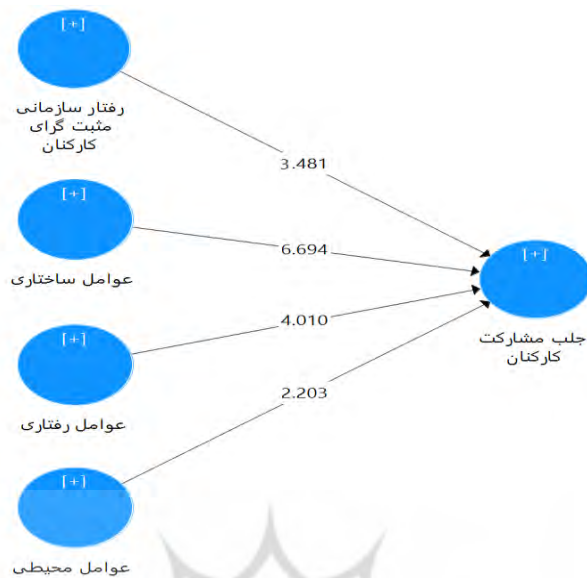 [+]
رفتار سازمانی
مثبت گرای
کارکنان
3.481
[+]
عوامل ساختاری
6.694
[+]
جلب مشارکت
کارکنان
[+]
عوامل رفتاری
4.010
2.203
[+]
عوامل محیطی